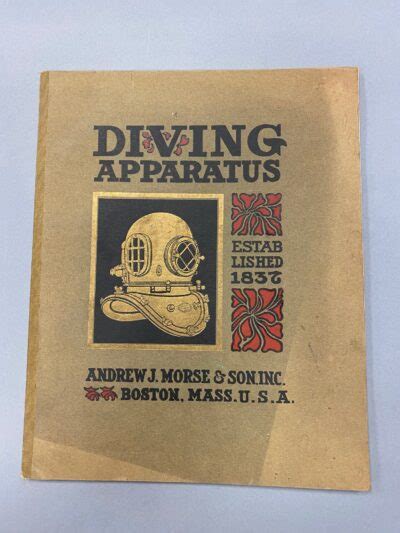 DIVING
APPARATUS
ESTAB
LISHED
1837
ANDREW J. MORSE & SON, INC.
BOSTON, MASS. U.S.A.